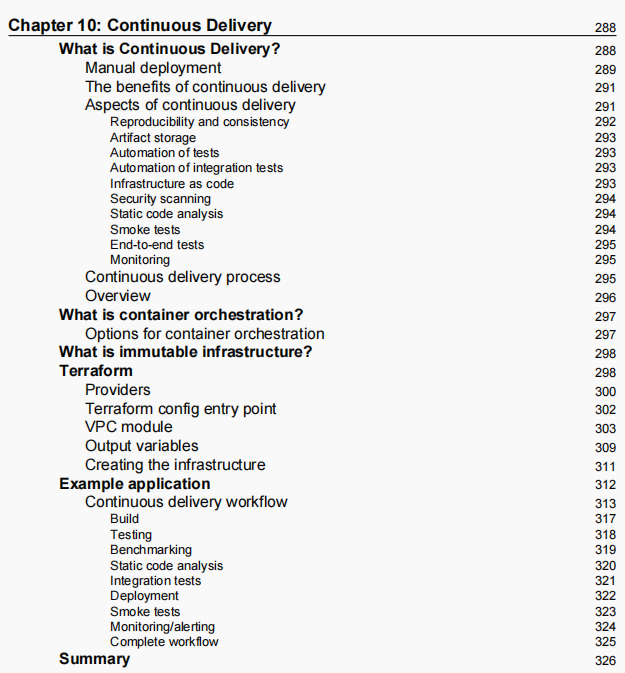 Chapter 10: Continuous Delivery 288
What is Continuous Delivery? 288
Manual deployment 289
The benefits of continuous delivery 291
Aspects of continuous delivery 291
Reproducibility and consistency 292
Artifact storage 293
Automation of tests 293
Automation of integration tests 293
Infrastructure as code 293
Security scanning 294
Static code analysis 294
Smoke tests 294
End-to-end tests 295
Monitoring 295
Continuous delivery process 295
Overview 296
What is container orchestration? 297
Options for container orchestration 297
What is immutable infrastructure? 298
Terraform 298
Providers 300
Terraform config entry point 302
VPC module 303
Output variables 309
Creating the infrastructure 311
Example application 312
Continuous delivery workflow 313
Build 317
Testing 318
Benchmarking 319
Static code analysis 320
Integration tests 321
Deployment 322
Smoke tests 323
Monitoring/alerting 324
Complete workflow 325
Summary 326